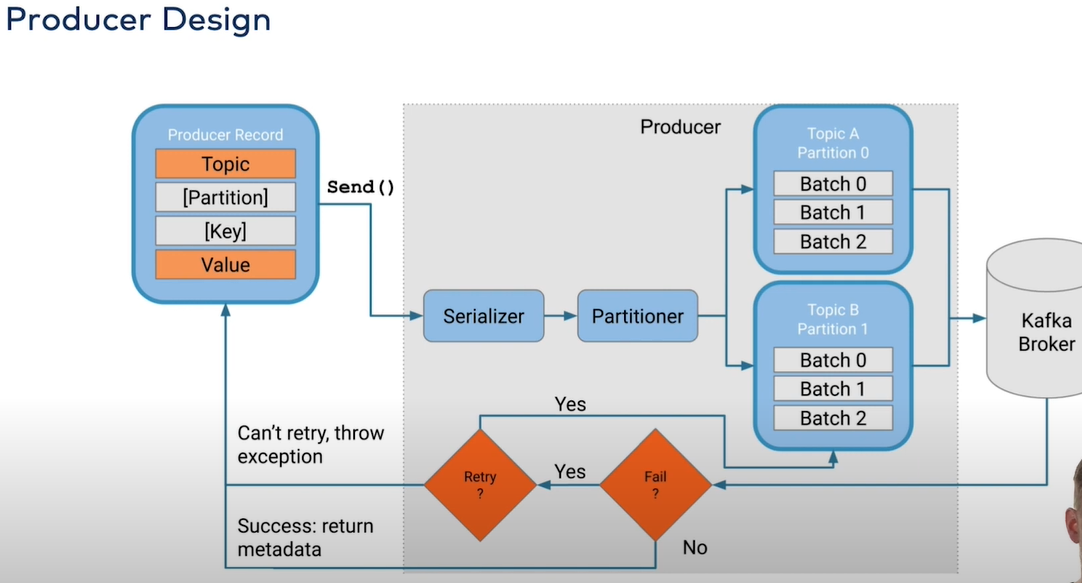 Producer Design
Producer Record
Topic
[Partition]
[Key]
Value
Send()
Producer
Serializer
Partitioner
Topic A
Partition 0
Batch 0
Batch 1
Batch 2
Topic B
Partition 1
Batch 0
Batch 1
Batch 2
Kafka
Broker
Yes
Can't retry, throw
exception
Retry
?
Yes
Fail
?
Success: return
metadata
No